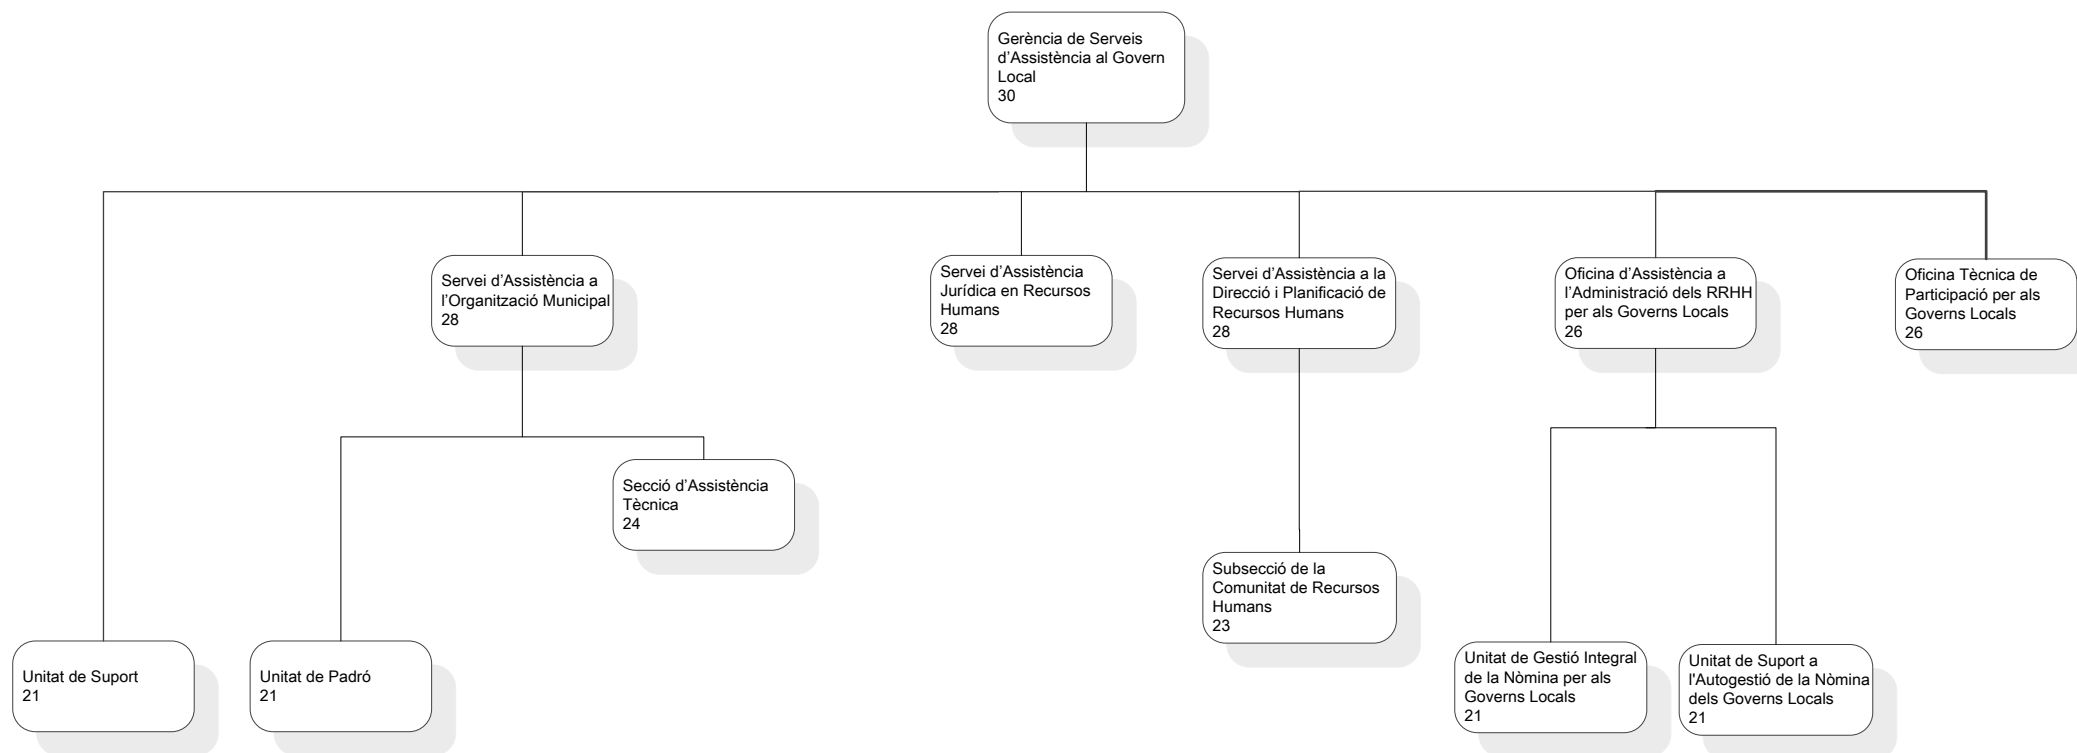 Gerència de Serveis
d’Assistència al Govern
Local
30
Servei d’Assistència a
l’Organització Municipal
28
Servei d’Assistència
Jurídica en Recursos
Humans
28
Servei d’Assistència a la
Direcció i Planificació de
Recursos Humans
28
Oficina d’Assistència a
l’Administració dels RRHH
per als Governs Locals
26
Oficina Tècnica de
Participació per als
Governs Locals
26
Secció d’Assistència
Tècnica
24
Subsecció de la
Comunitat de Recursos
Humans
23
Unitat de Suport
21
Unitat de Padró
21
Unitat de Gestió Integral
de la Nòmina per als
Governs Locals
21
Unitat de Suport a
l'Autogestió de la Nòmina
dels Governs Locals
21